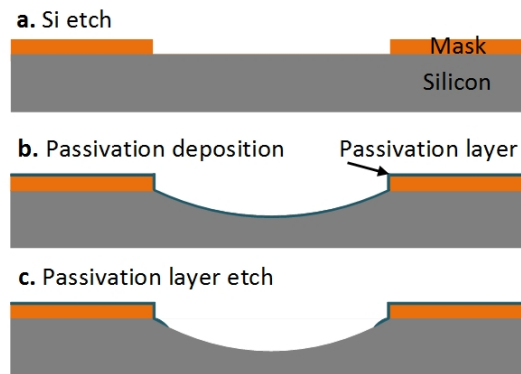 a. Si etch
Mask
Silicon
b. Passivation deposition
Passivation layer
c. Passivation layer etch